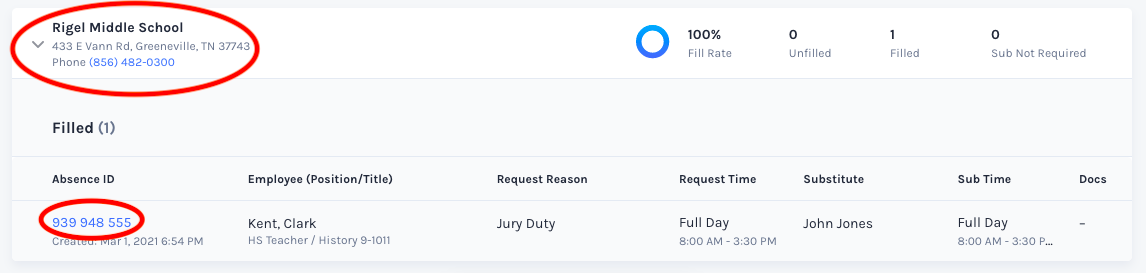 Rigel Middle School
433 E Vann Rd, Greeneville, TN 37743
Phone (856) 482-0300
100%
Fill Rate
0
Unfilled
1
Filled
0
Sub Not Required
Filled (1)
Absence ID Employee (Position/Title) Request Reason Request Time Substitute Sub Time Docs
939 948 555 Kent, Clark Jury Duty Full Day John Jones Full Day –
Created: Mar 1, 2021 6:54 PM HS Teacher / History 9-1011 8:00 AM - 3:30 PM 8:00 AM - 3:30 P...